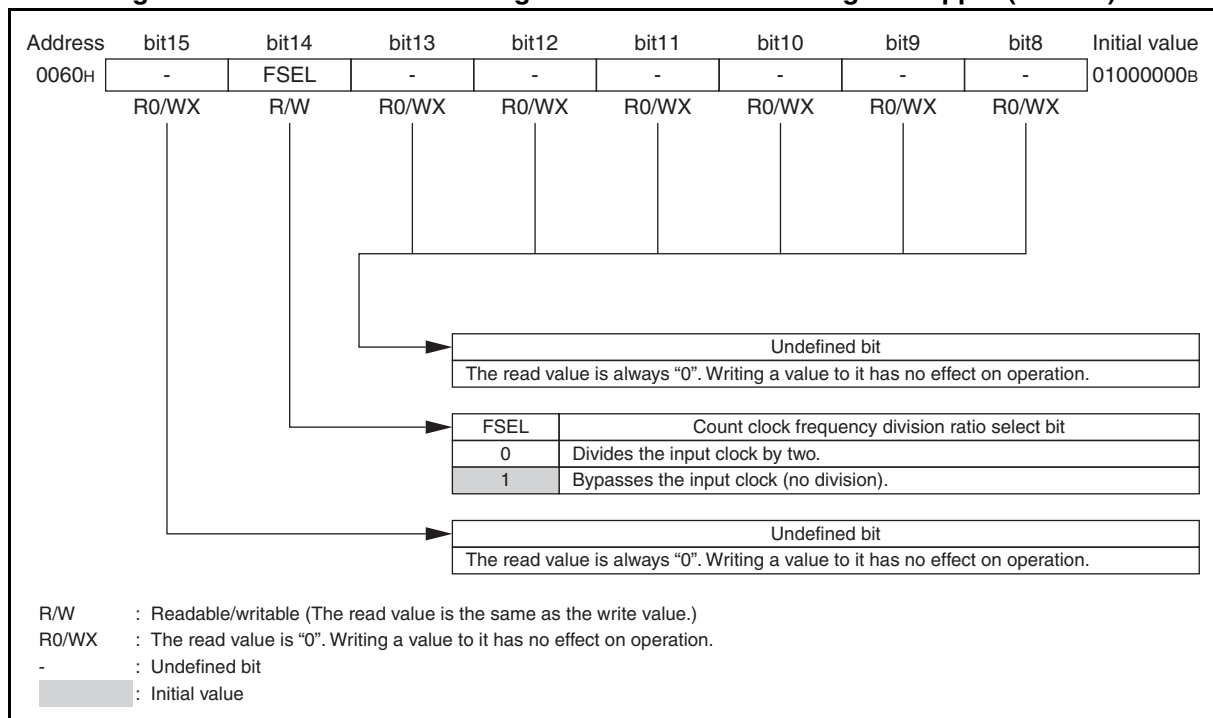 Address bit15 bit14 bit13 bit12 bit11 bit10 bit9 bit8 Initial value
0060H - FSEL - - - - - - 01000000B
R0/WX R/W R0/WX R0/WX R0/WX R0/WX R0/WX R0/WX
Undefined bit
The read value is always “0”. Writing a value to it has no effect on operation.
FSEL Count clock frequency division ratio select bit
0 Divides the input clock by two.
1 Bypasses the input clock (no division).
Undefined bit
The read value is always “0”. Writing a value to it has no effect on operation.
R/W : Readable/writable (The read value is the same as the write value.)
R0/WX : The read value is “0”. Writing a value to it has no effect on operation.
- : Undefined bit
: Initial value